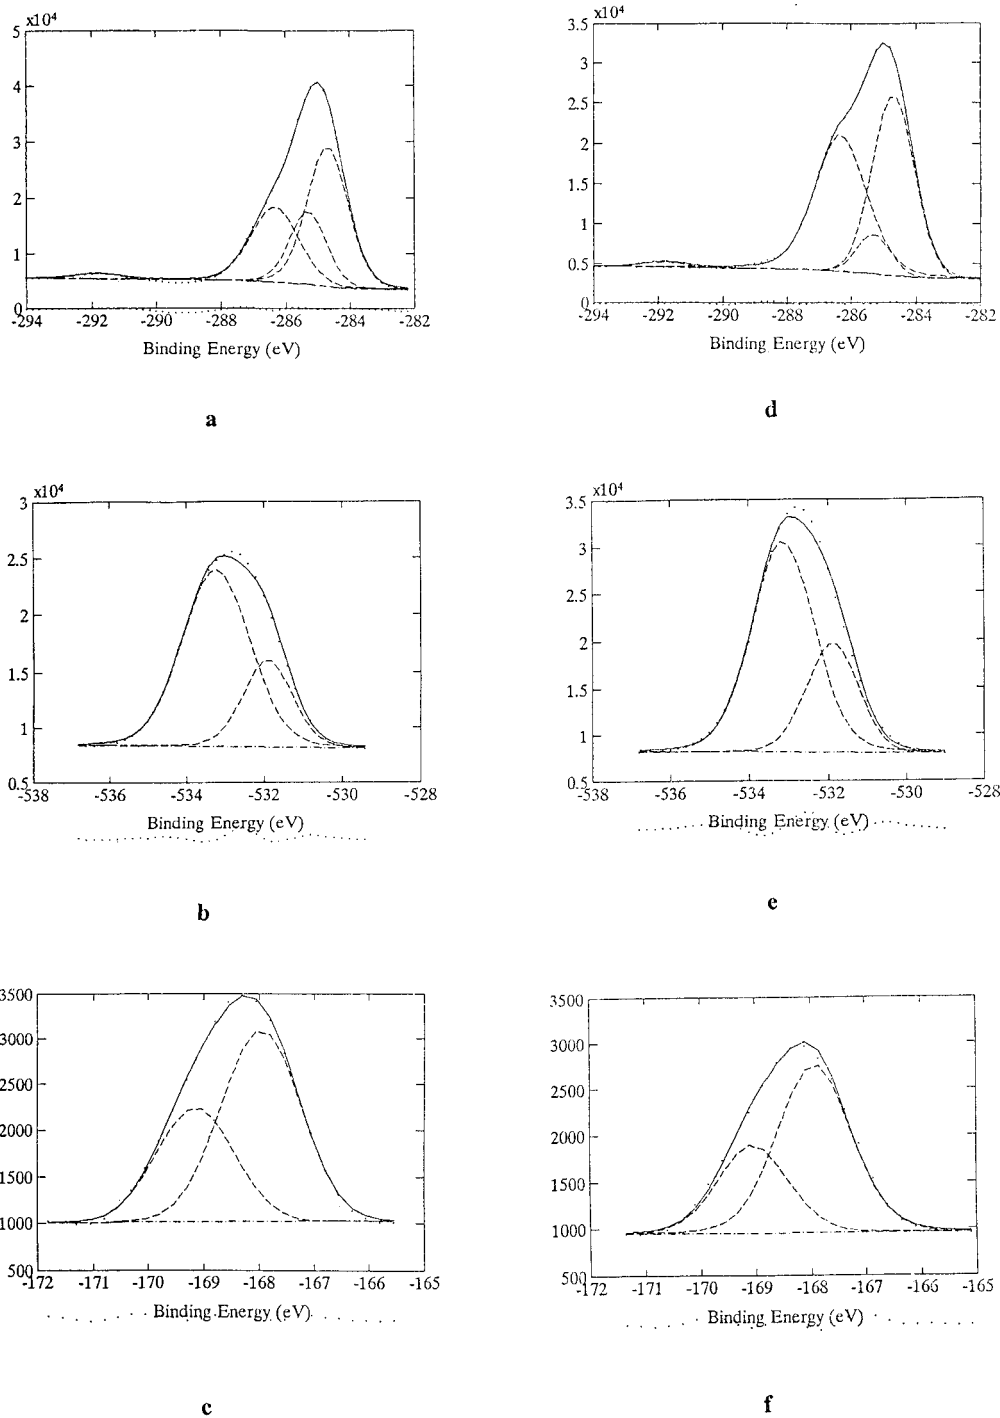 x10⁴
5
4
3
2
1
0
-294 -292 -290 -288 -286 -284 -282
Binding Energy (eV)
a
x10⁴
3.5
3
2.5
2
1.5
1
0.5
0
-294 -292 -290 -288 -286 -284 -282
Binding Energy (eV)
d
x10⁴
3
2.5
2
1.5
1
0.5
-538 -536 -534 -532 -530 -528
Binding Energy (eV)
b
x10⁴
3.5
3
2.5
2
1.5
1
0.5
-538 -536 -534 -532 -530 -528
Binding Energy (eV)
e
3500
3000
2500
2000
1500
1000
500
-172 -171 -170 -169 -168 -167 -166 -165
Binding Energy (eV)
c
3500
3000
2500
2000
1500
1000
500
-172 -171 -170 -169 -168 -167 -166 -165
Binding Energy (eV)
f